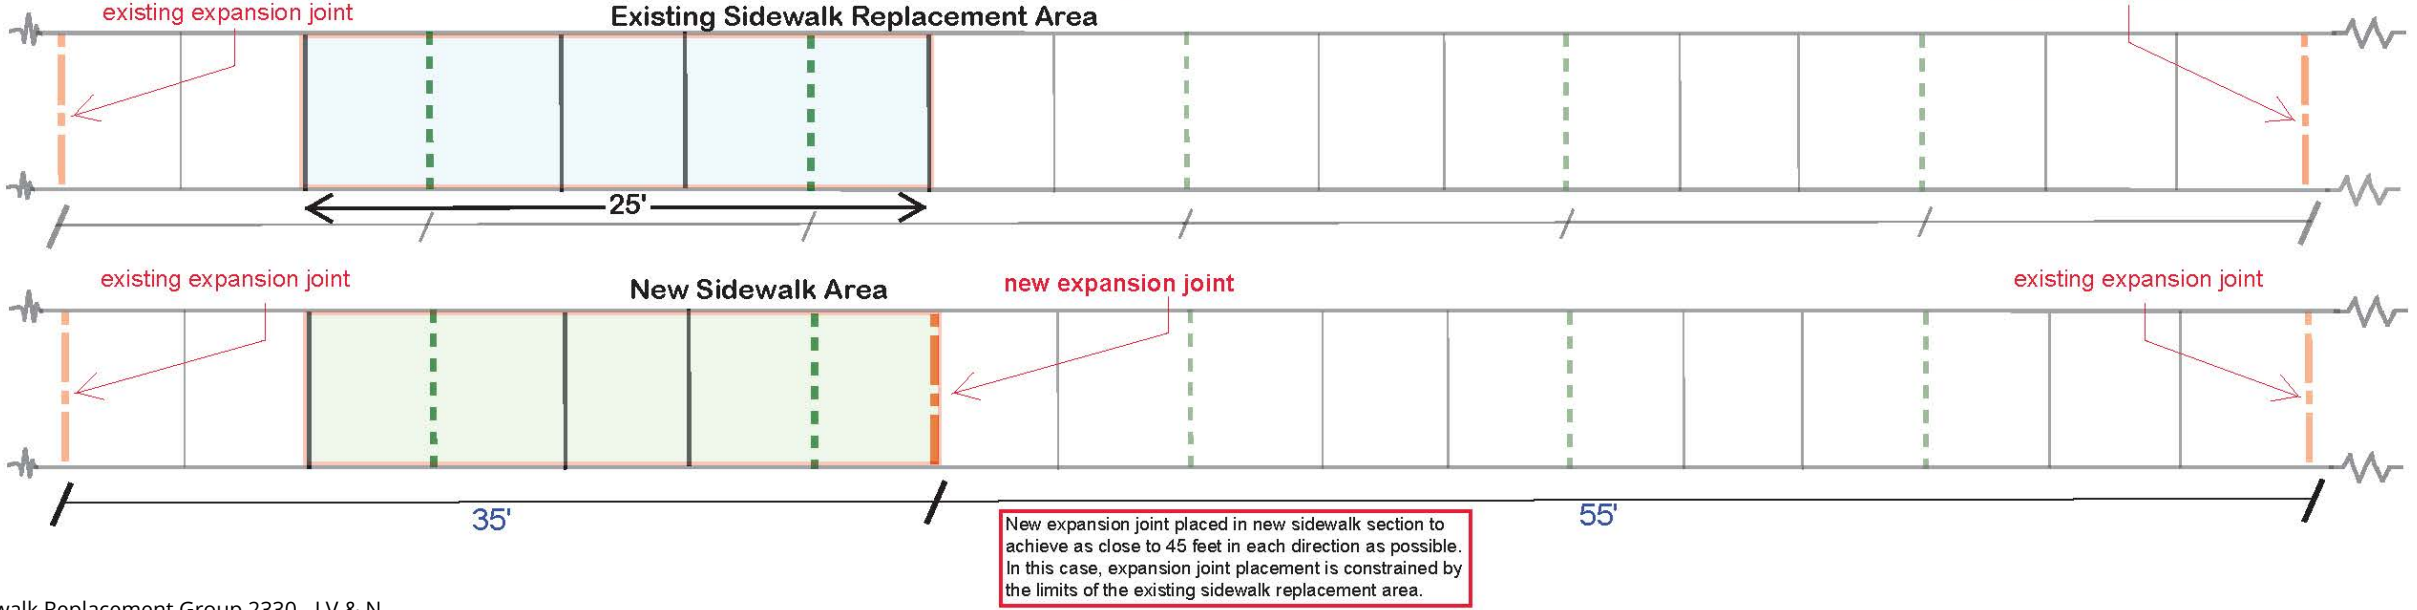 existing expansion joint
Existing Sidewalk Replacement Area
25'
existing expansion joint
New Sidewalk Area
new expansion joint
existing expansion joint
35'
55'
New expansion joint placed in new sidewalk section to
achieve as close to 45 feet in each direction as possible.
In this case, expansion joint placement is constrained by
the limits of the existing sidewalk replacement area.
Replacement Group 2330